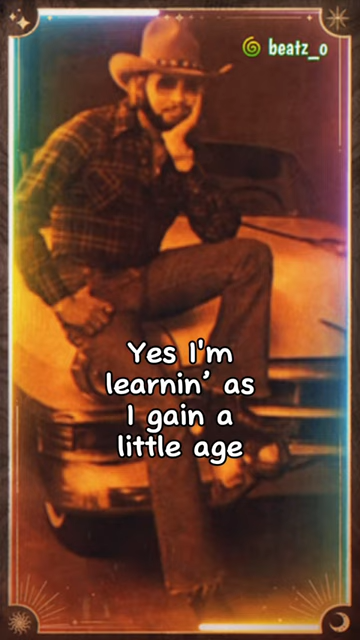 beatz_o
Yes I'm
learnin’ as
I gain a
little age